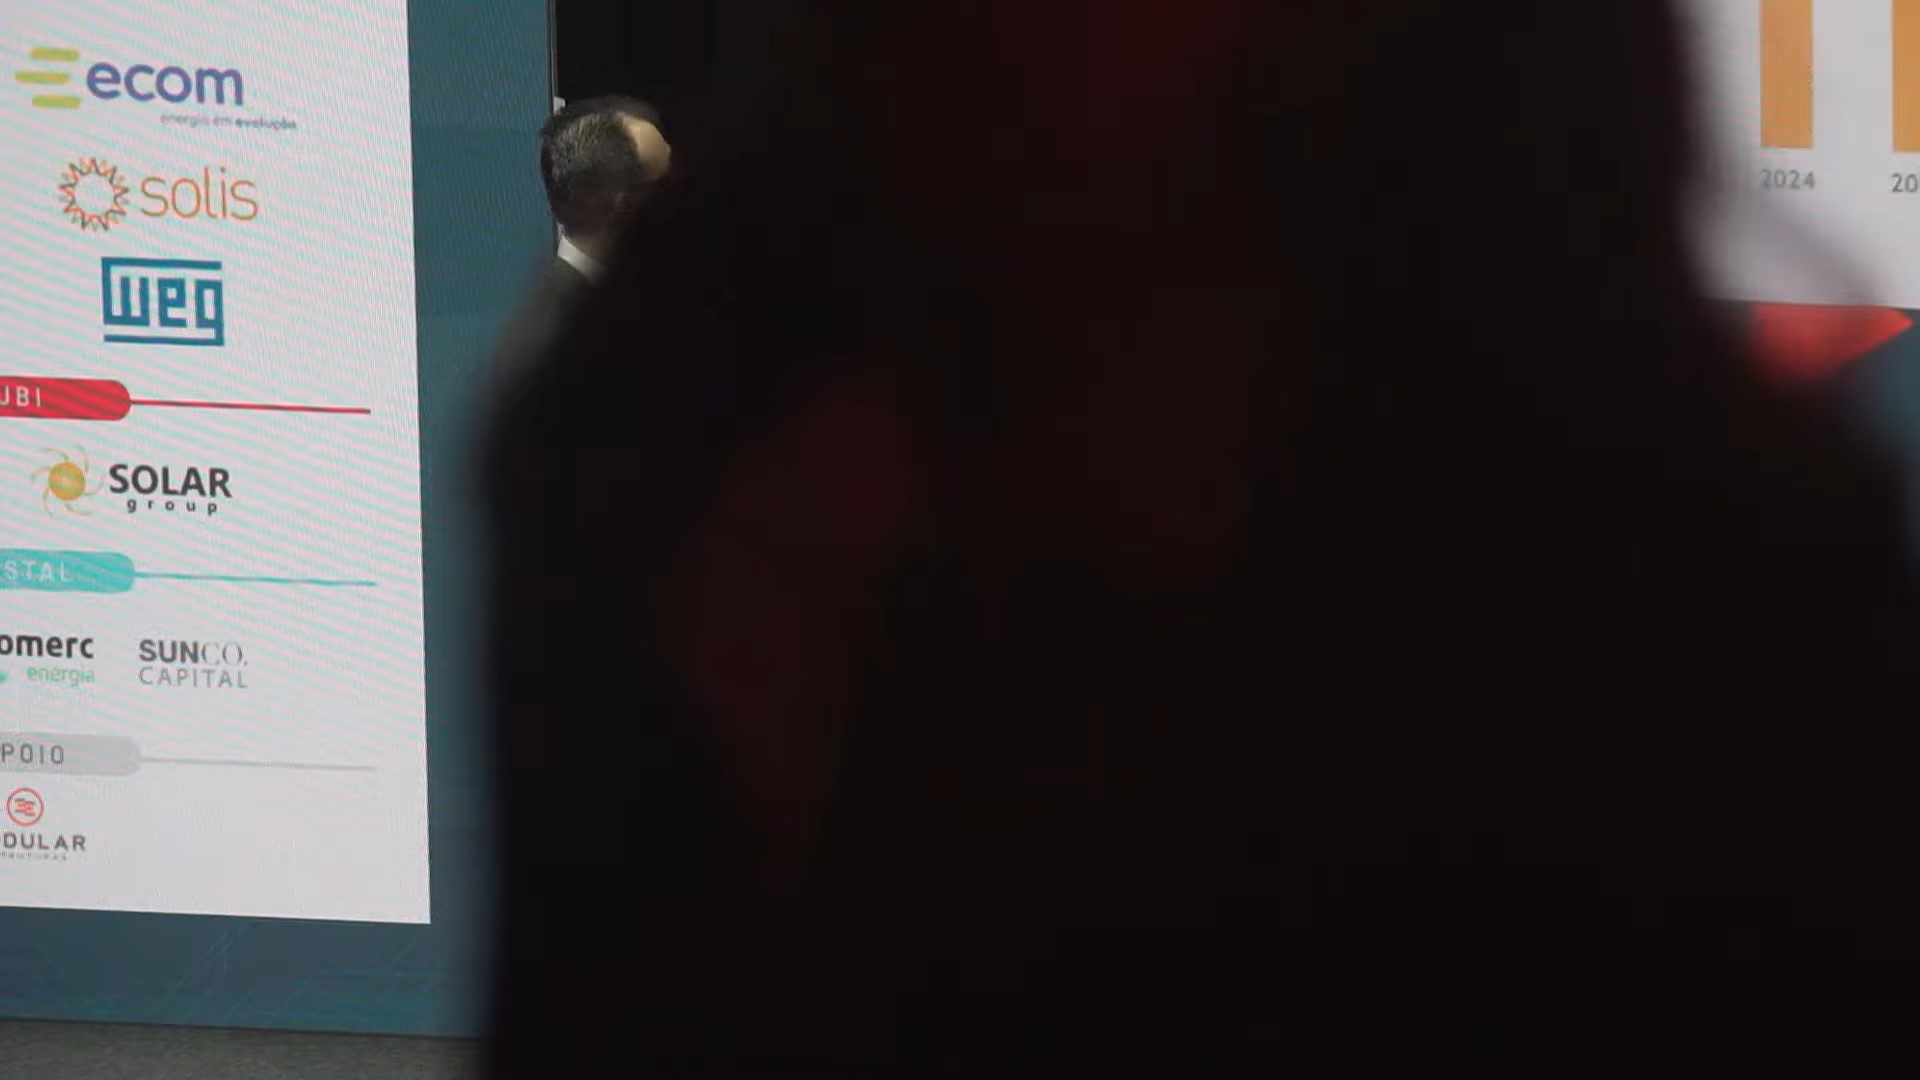 ecom
energia em evolução
solis
weg
UBI
SOLAR
group
STAL
omerc
energia
SUNCO.
CAPITAL
POIO
DULAR
2024
20